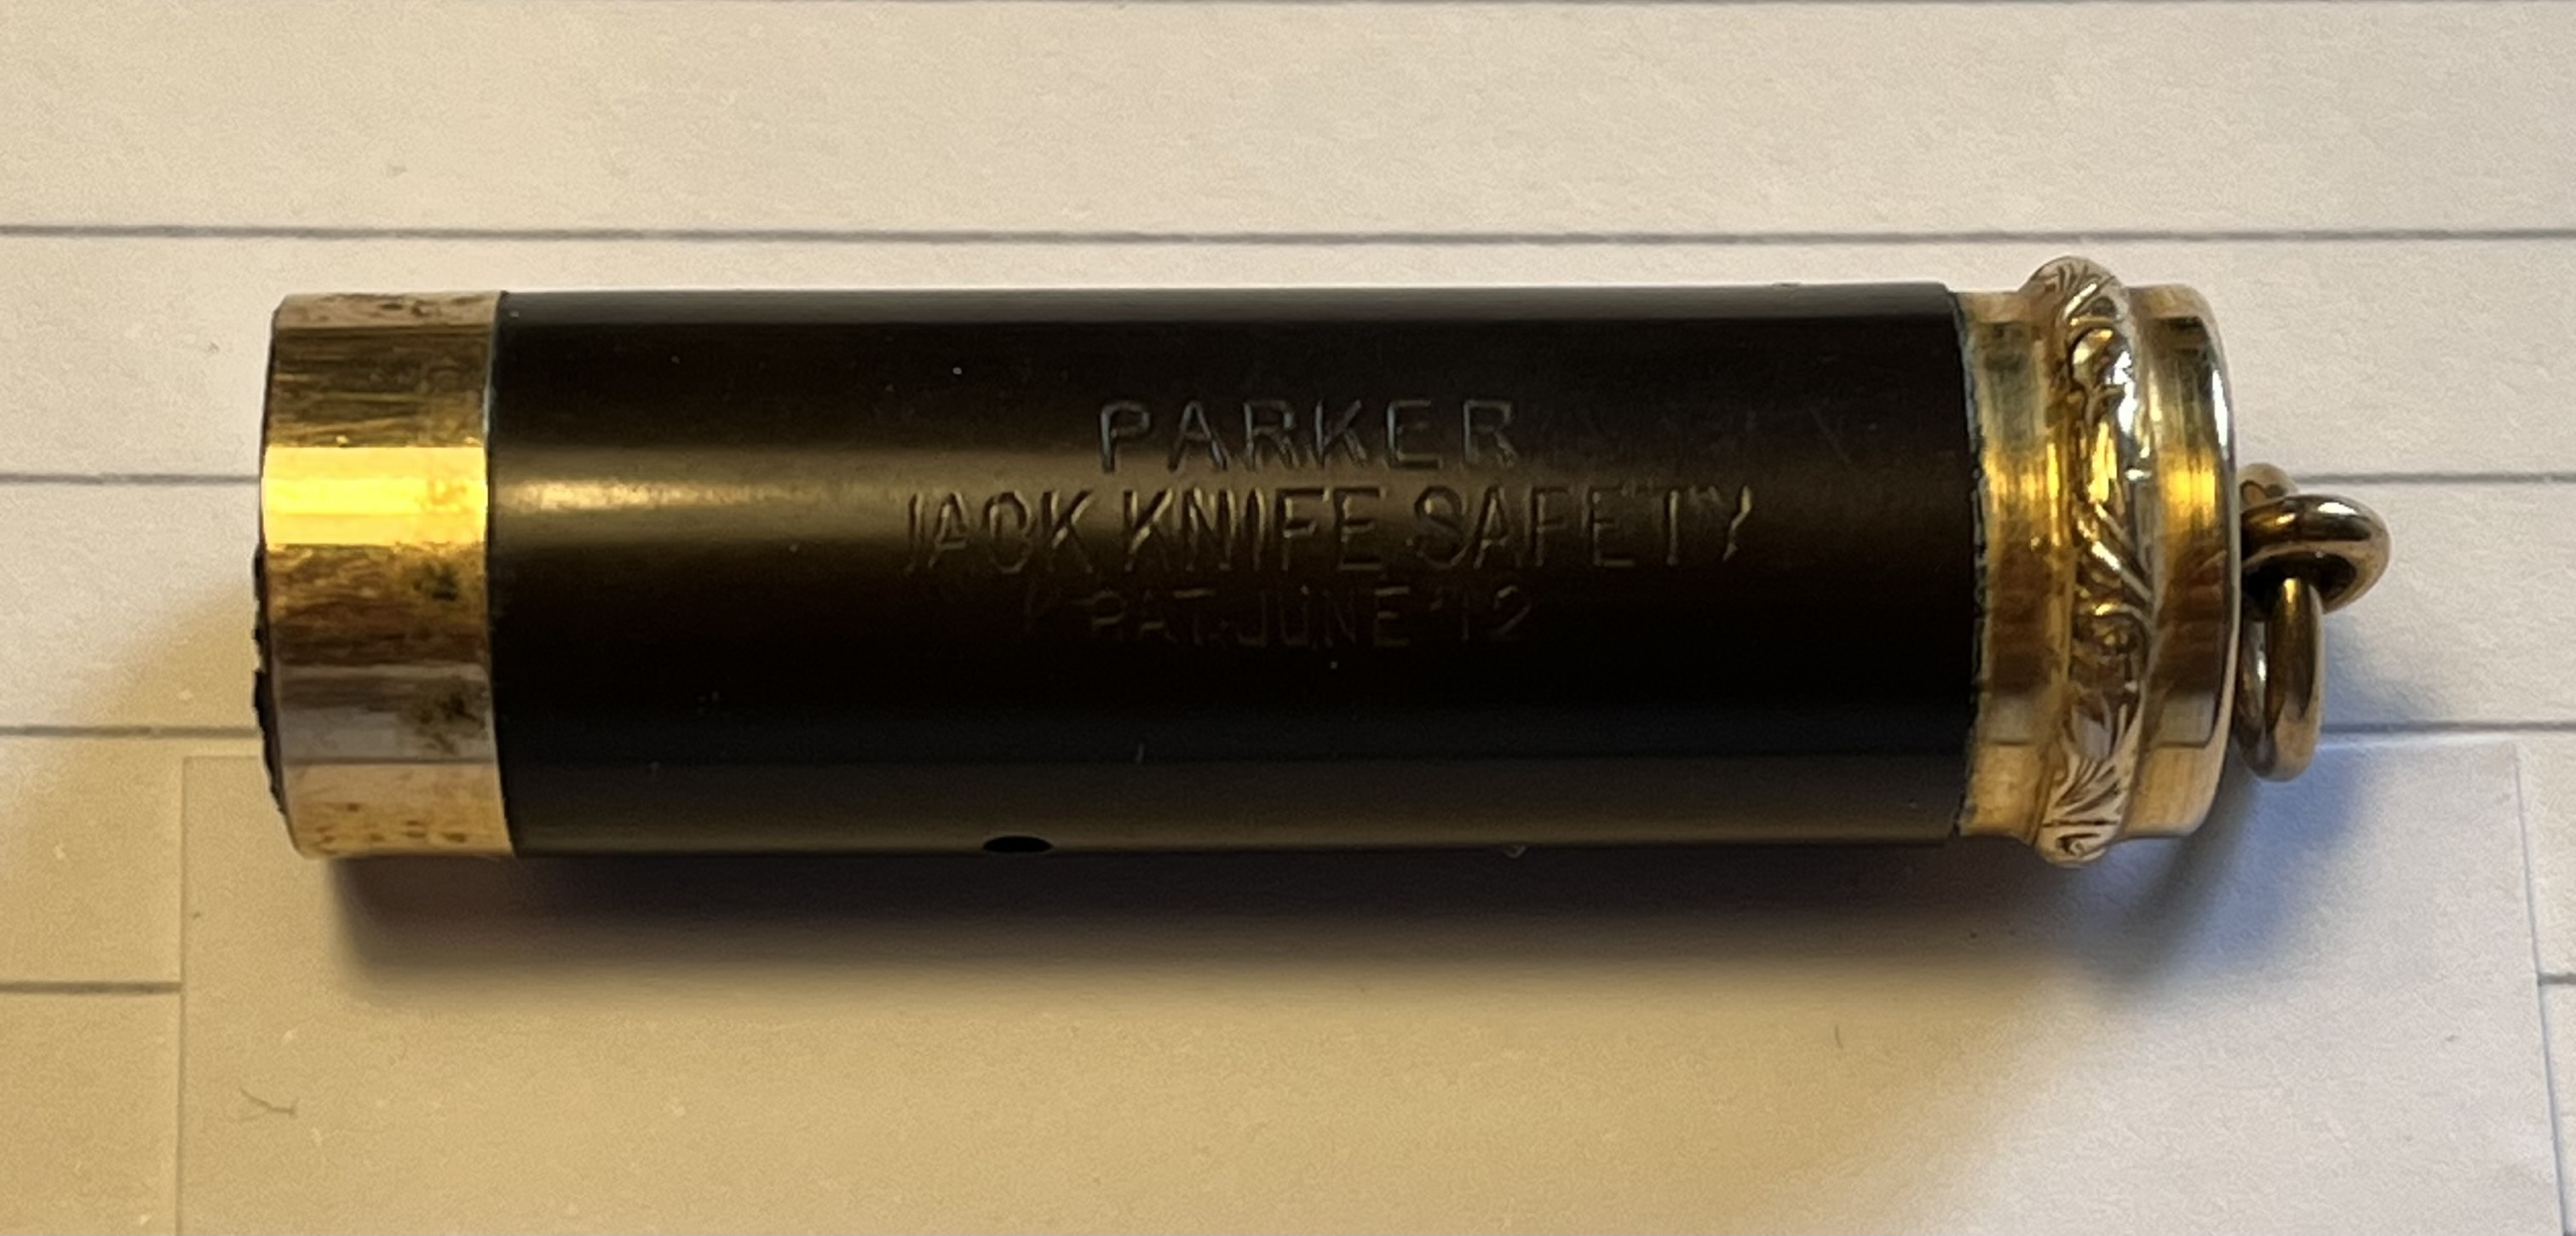 PARKER
JACK KNIFE SAFETY
PAT. JUNE '12